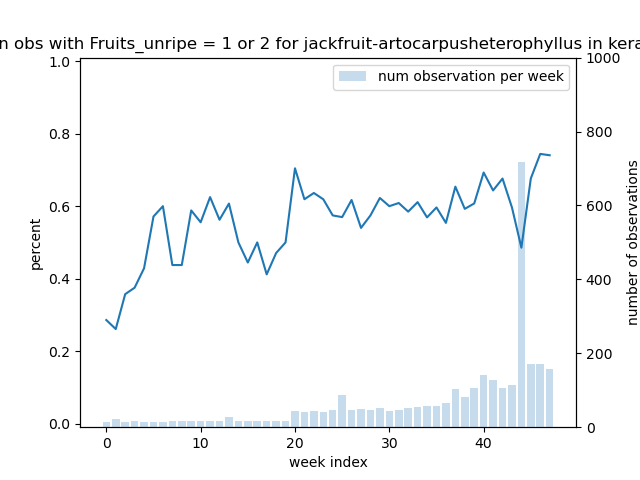 n obs with Fruits_unripe = 1 or 2 for jackfruit-artocarpusheterophyllus in kera
num observation per week
percent
number of observations
1.0
0.8
0.6
0.4
0.2
0.0
1000
800
600
400
200
0
0 10 20 30 40
week index